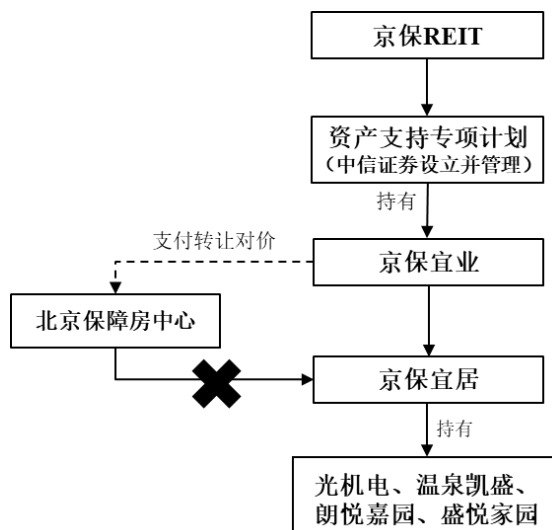 京保REIT
资产支持专项计划
（中信证券设立并管理）
持有
支付转让对价
京保宜业
北京保障房中心
京保宜居
持有
光机电、温泉凯盛、
朗悦嘉园、盛悦家园